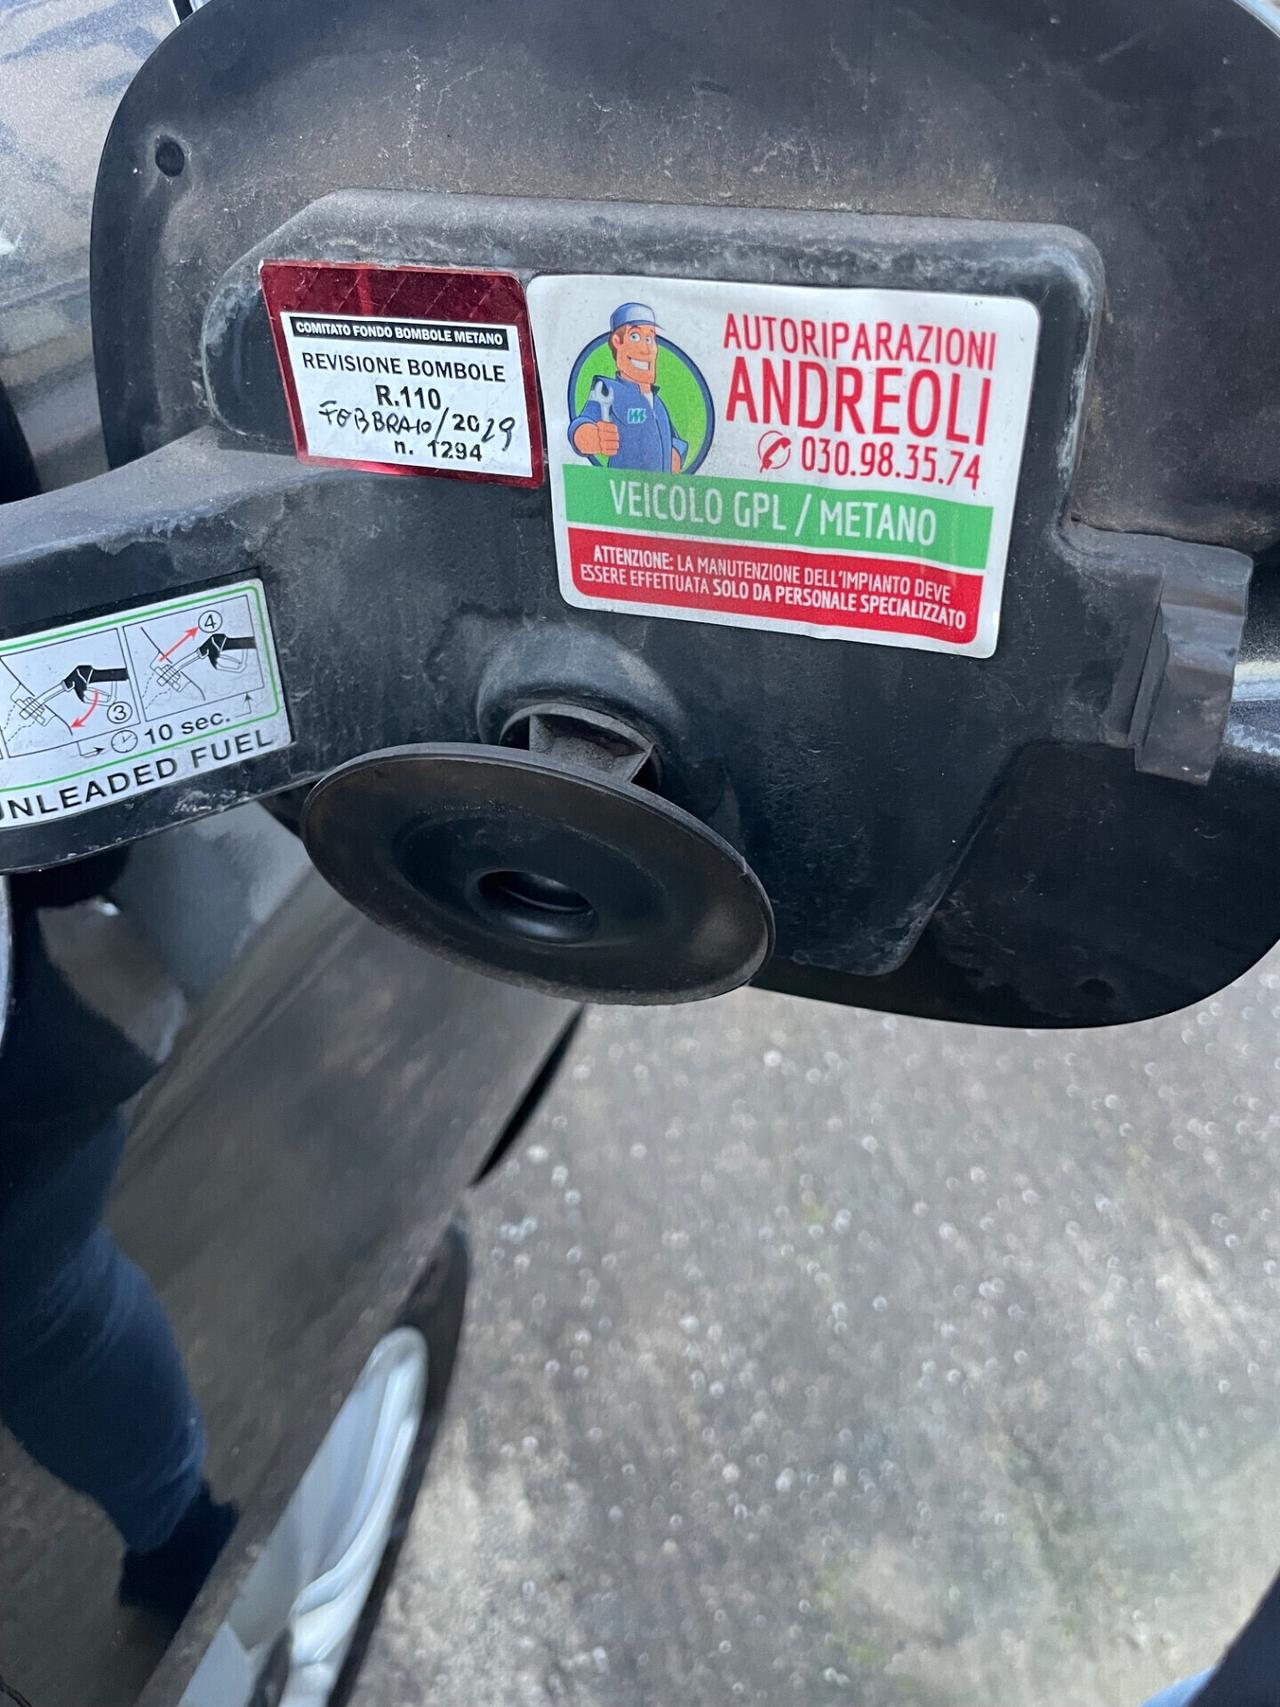 COMITATO FONDO BOMBOLE METANO
REVISIONE BOMBOLE
R.110
FEBBRAIO/2029
n. 1294
AUTORIPARAZIONI
ANDREOLI
030.98.35.74
VEICOLO GPL / METANO
ATTENZIONE: LA MANUTENZIONE DELL'IMPIANTO DEVE
ESSERE EFFETTUATA SOLO DA PERSONALE SPECIALIZZATO
4
3
10 sec.
UNLEADED FUEL